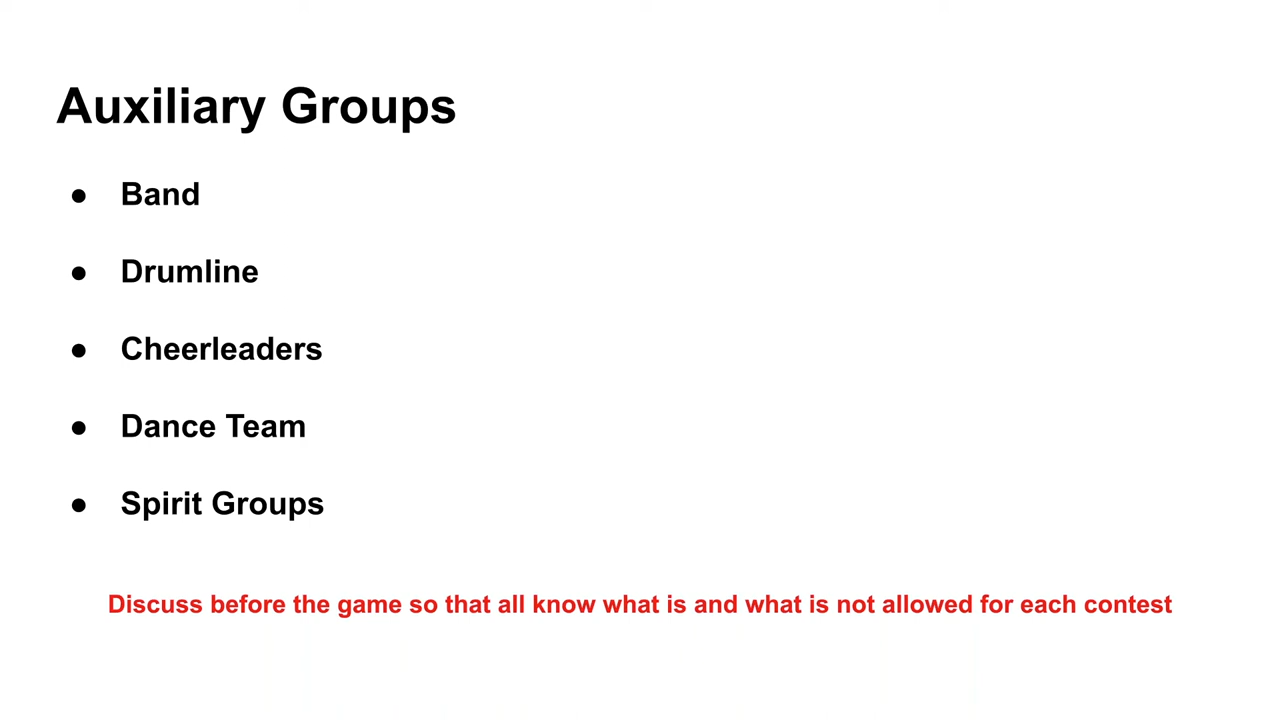 Auxiliary Groups
● Band
● Drumline
● Cheerleaders
● Dance Team
● Spirit Groups
Discuss before the game so that all know what is and what is not allowed for each contest